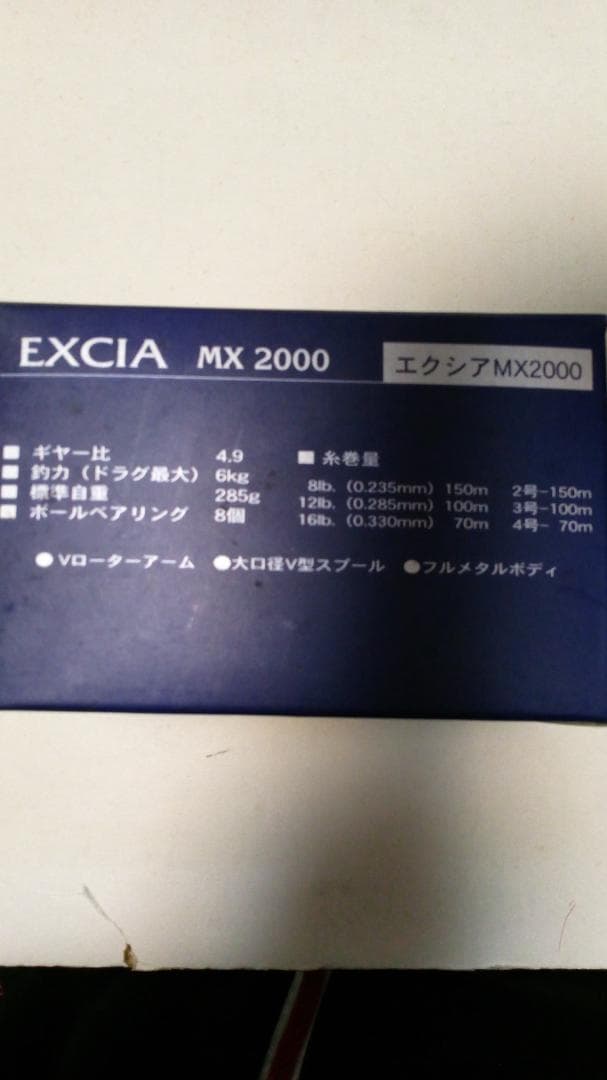 EXCIA MX 2000 エクシアMX2000
■ ギヤー比 4.9
■ 釣力（ドラグ最大） 6kg
■ 標準自重 285g
■ ボールベアリング 8個
■ 糸巻量
8lb.（0.235mm）150m 2号-150m
12lb.（0.285mm）100m 3号-100m
16lb.（0.330mm） 70m 4号- 70m
●Vローターアーム ●大口径V型スプール ●フルメタルボディ